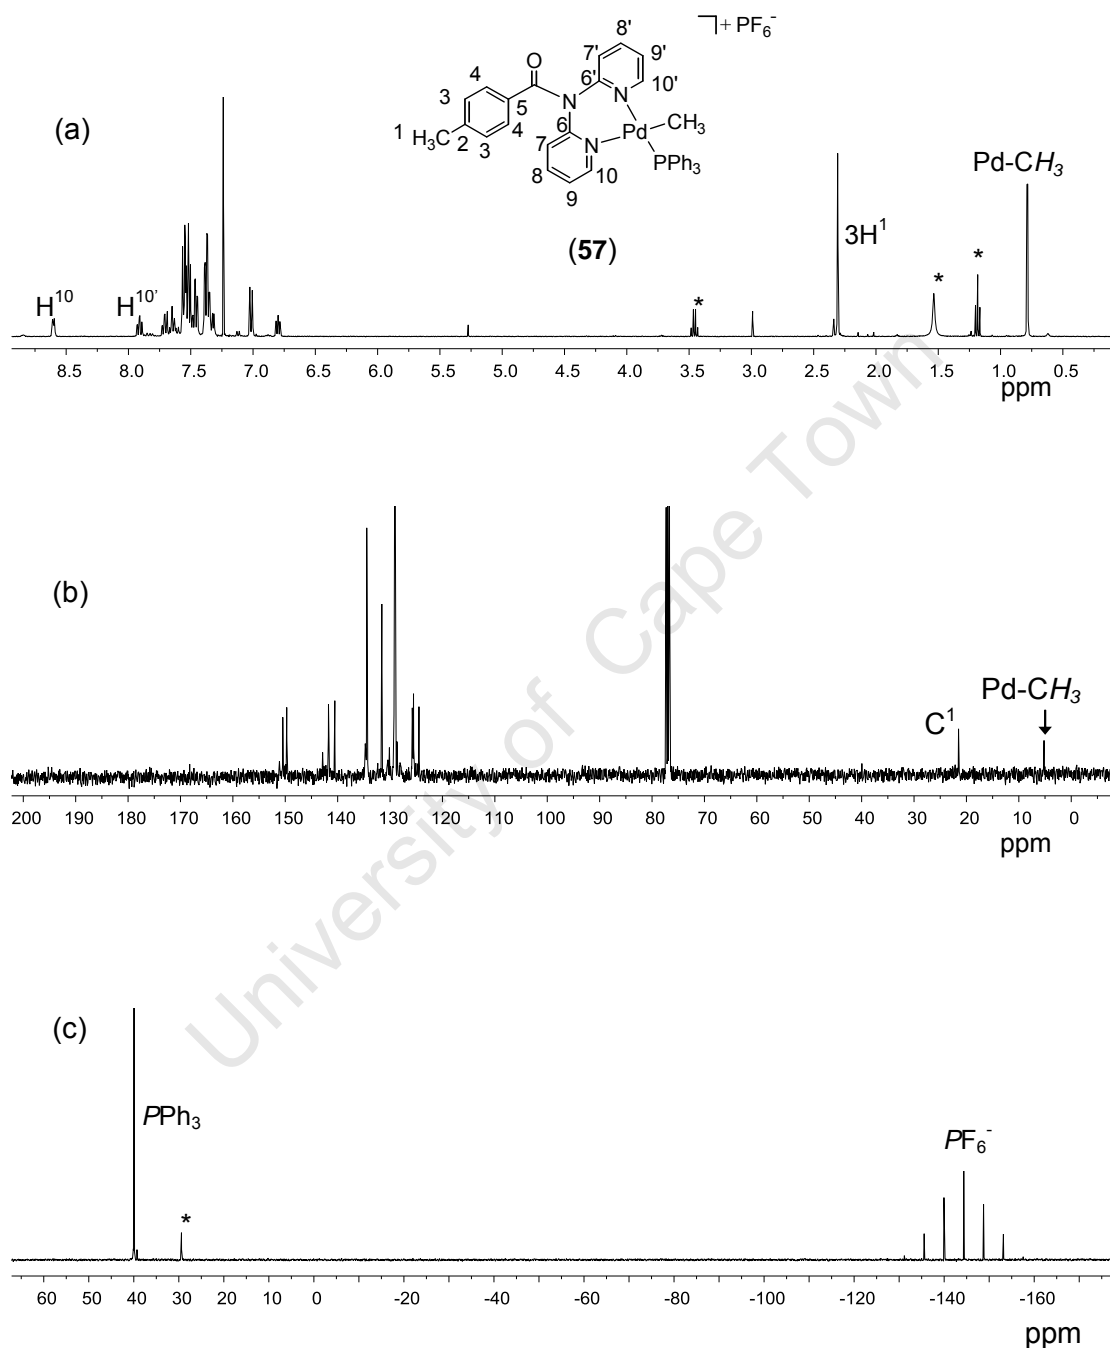 ⏋+ PF₆⁻
8'
7' 9'
6' 10'
O
4
3 5 N N
1 4 6 Pd CH₃
H₃C 2 3 7 N PPh₃
8 10
9
(57)
(a)
H¹⁰ H¹⁰' * 3H¹ * * Pd-CH₃
8.5 8.0 7.5 7.0 6.5 6.0 5.5 5.0 4.5 4.0 3.5 3.0 2.5 2.0 1.5 1.0 0.5
ppm
(b)
C¹ Pd-CH₃
200 190 180 170 160 150 140 130 120 110 100 90 80 70 60 50 40 30 20 10 0
ppm
(c)
PPh₃ * PF₆⁻
60 50 40 30 20 10 0 -20 -40 -60 -80 -100 -120 -140 -160
ppm
University of Cape Town